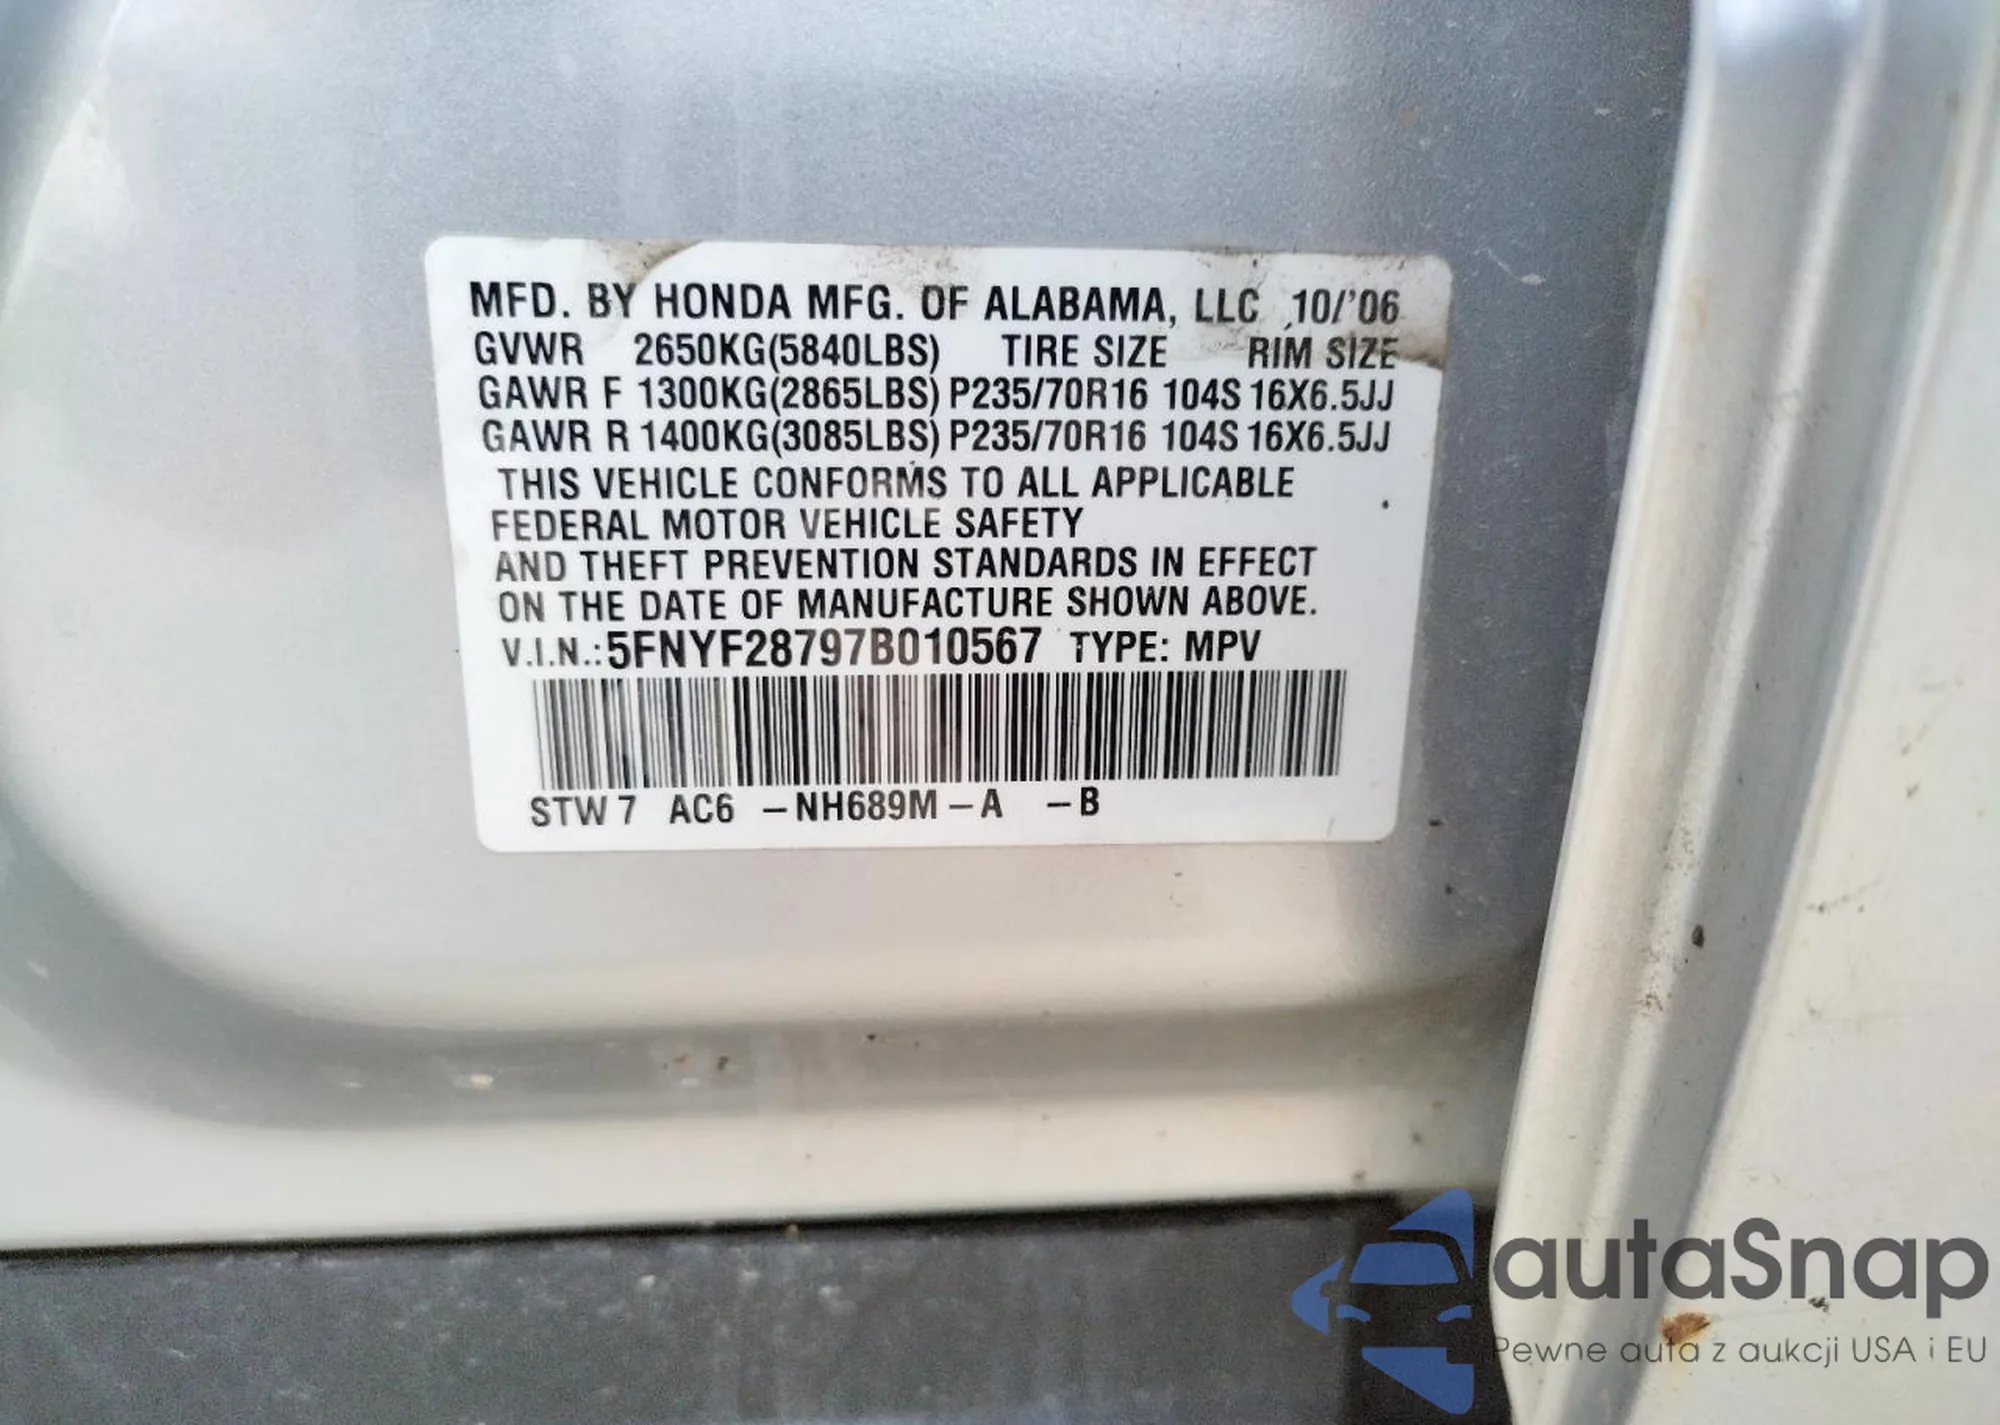 MFD. BY HONDA MFG. OF ALABAMA, LLC 10/'06
GVWR 2650KG(5840LBS) TIRE SIZE RIM SIZE
GAWR F 1300KG(2865LBS) P235/70R16 104S 16X6.5JJ
GAWR R 1400KG(3085LBS) P235/70R16 104S 16X6.5JJ
THIS VEHICLE CONFORMS TO ALL APPLICABLE
FEDERAL MOTOR VEHICLE SAFETY
AND THEFT PREVENTION STANDARDS IN EFFECT
ON THE DATE OF MANUFACTURE SHOWN ABOVE.
V.I.N.:5FNYF28797B010567 TYPE: MPV
STW7 AC6 -NH689M-A -B
autaSnap
Pewne auta z aukcji USA i EU